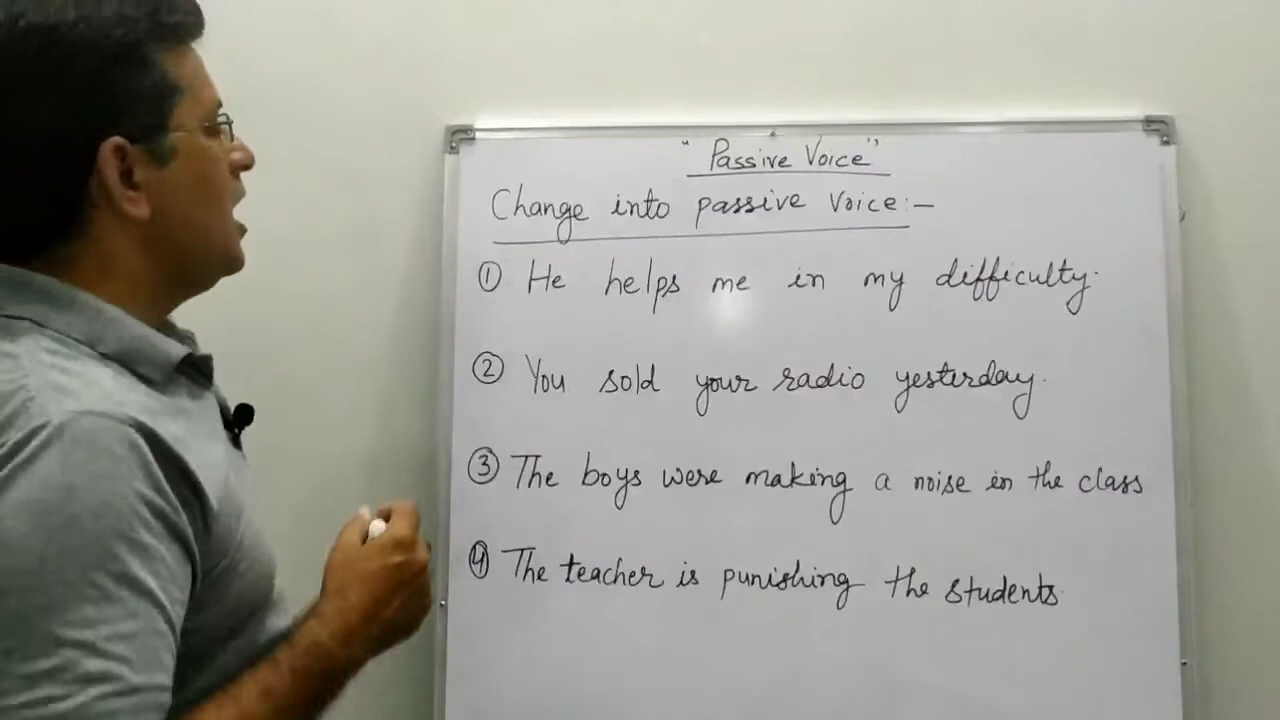 "Passive Voice"
Change into passive voice:-
① He helps me in my difficulty.
② You sold your radio yesterday.
③ The boys were making a noise in the class
④ The teacher is punishing the students.